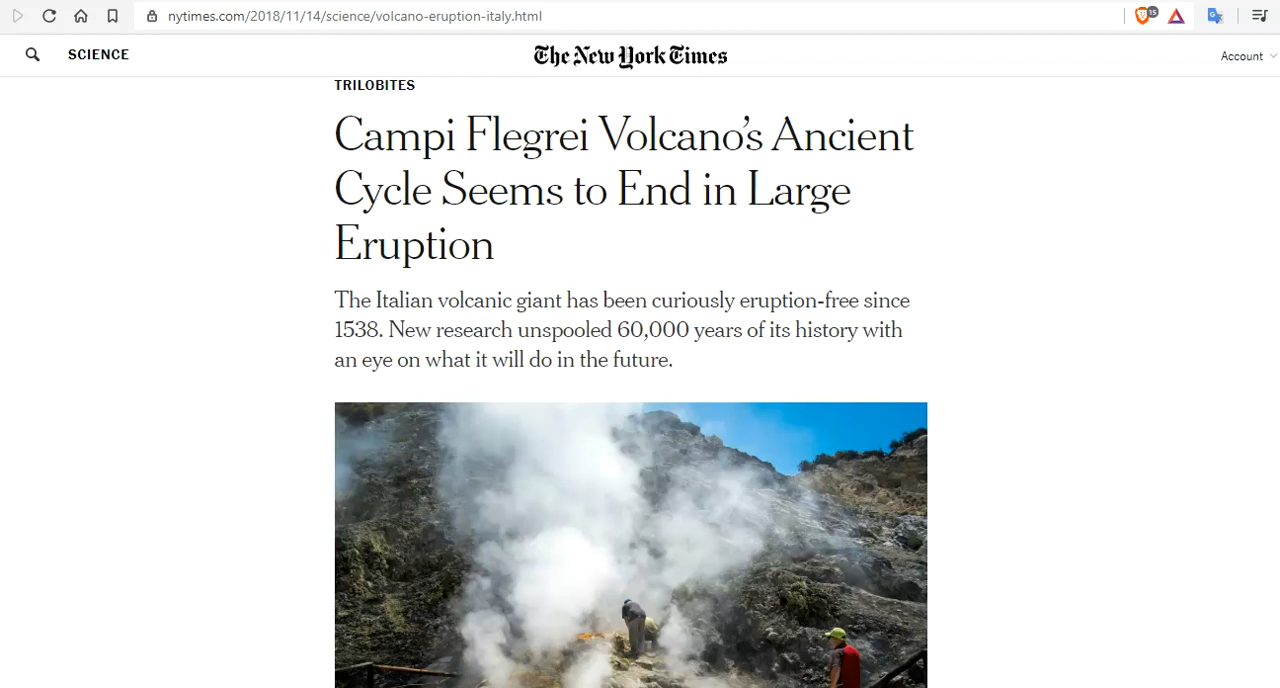 nytimes.com/2018/11/14/science/volcano-eruption-italy.html
15
SCIENCE
The New York Times
Account
TRILOBITES
Campi Flegrei Volcano’s Ancient
Cycle Seems to End in Large
Eruption
The Italian volcanic giant has been curiously eruption-free since
1538. New research unspooled 60,000 years of its history with
an eye on what it will do in the future.